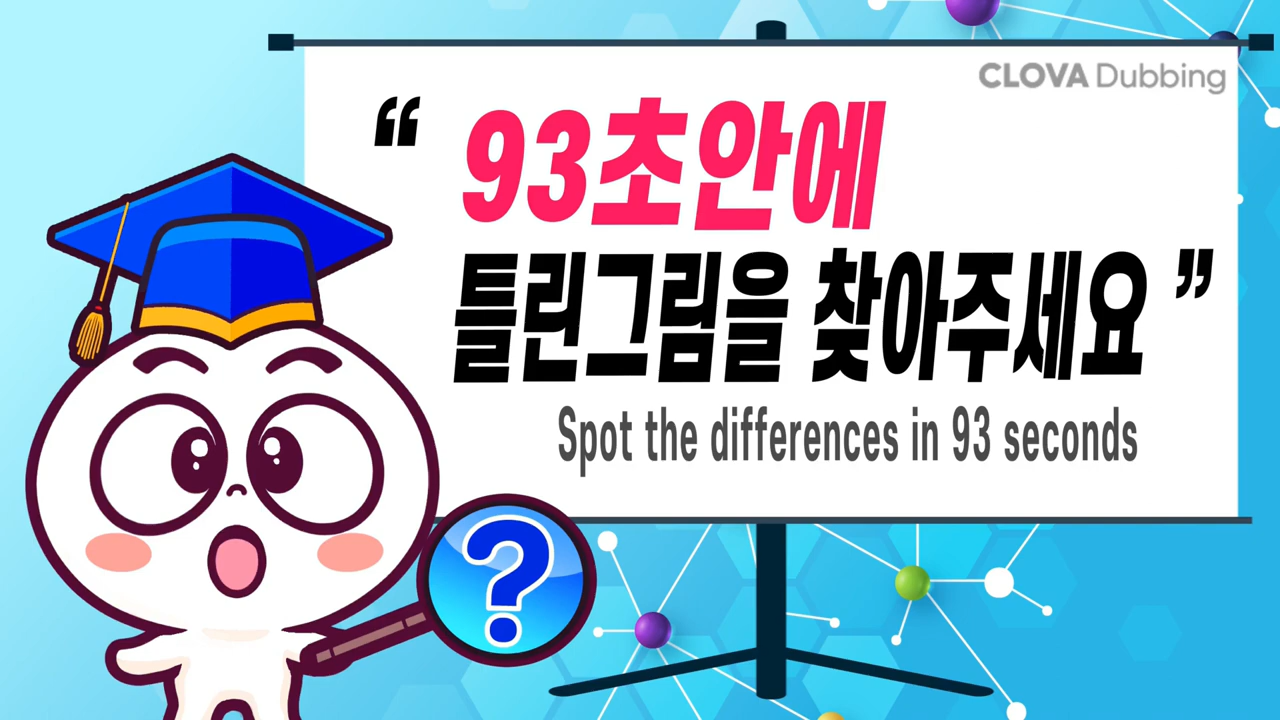 CLOVA Dubbing
“ 93초안에
틀린그림을 찾아주세요 ”
Spot the differences in 93 seconds
?